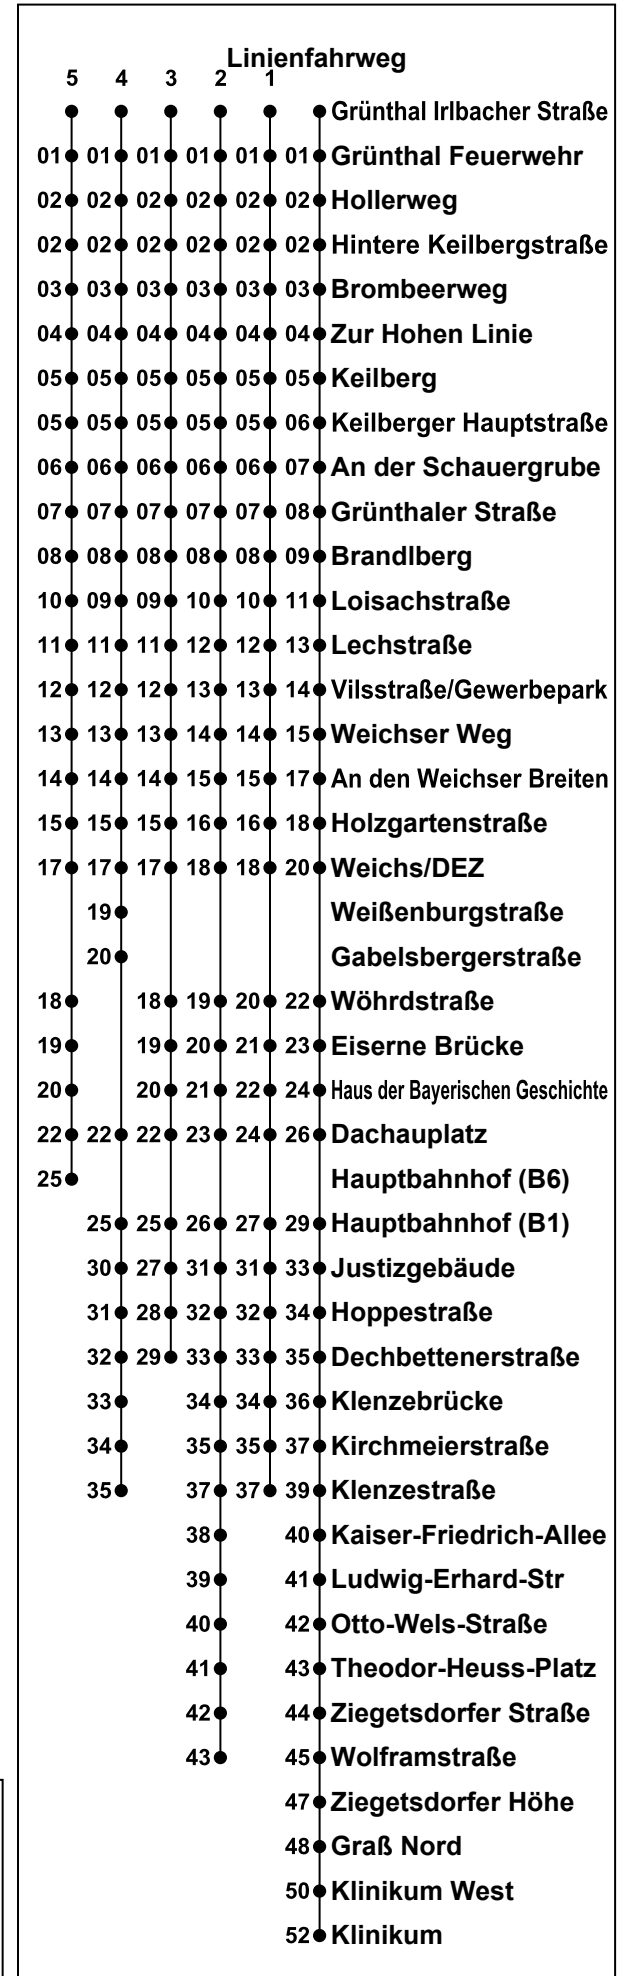 Linienfahrweg
5 4 3 2 1
Grünthal Irlbacher Straße
01 01 01 01 01 01 Grünthal Feuerwehr
02 02 02 02 02 02 Hollerweg
02 02 02 02 02 02 Hintere Keilbergstraße
03 03 03 03 03 03 Brombeerweg
04 04 04 04 04 04 Zur Hohen Linie
05 05 05 05 05 05 Keilberg
05 05 05 05 05 06 Keilberger Hauptstraße
06 06 06 06 06 07 An der Schauergrube
07 07 07 07 07 08 Grünthaler Straße
08 08 08 08 08 09 Brandlberg
10 09 09 10 10 11 Loisachstraße
11 11 11 12 12 13 Lechstraße
12 12 12 13 13 14 Vilsstraße/Gewerbepark
13 13 13 14 14 15 Weichser Weg
14 14 14 15 15 17 An den Weichser Breiten
15 15 15 16 16 18 Holzgartenstraße
17 17 17 18 18 20 Weichs/DEZ
19 Weißenburgstraße
20 Gabelsbergerstraße
18 18 19 20 22 Wöhrdstraße
19 19 20 21 23 Eiserne Brücke
20 20 21 22 24 Haus der Bayerischen Geschichte
22 22 22 23 24 26 Dachauplatz
25 Hauptbahnhof (B6)
25 25 26 27 29 Hauptbahnhof (B1)
30 27 31 31 33 Justizgebäude
31 28 32 32 34 Hoppestraße
32 29 33 33 35 Dechbettenerstraße
33 34 34 36 Klenzebrücke
34 35 35 37 Kirchmeierstraße
35 37 37 39 Klenzestraße
38 40 Kaiser-Friedrich-Allee
39 41 Ludwig-Erhard-Str
40 42 Otto-Wels-Straße
41 43 Theodor-Heuss-Platz
42 44 Ziegetsdorfer Straße
43 45 Wolframstraße
47 Ziegetsdorfer Höhe
48 Graß Nord
50 Klinikum West
52 Klinikum